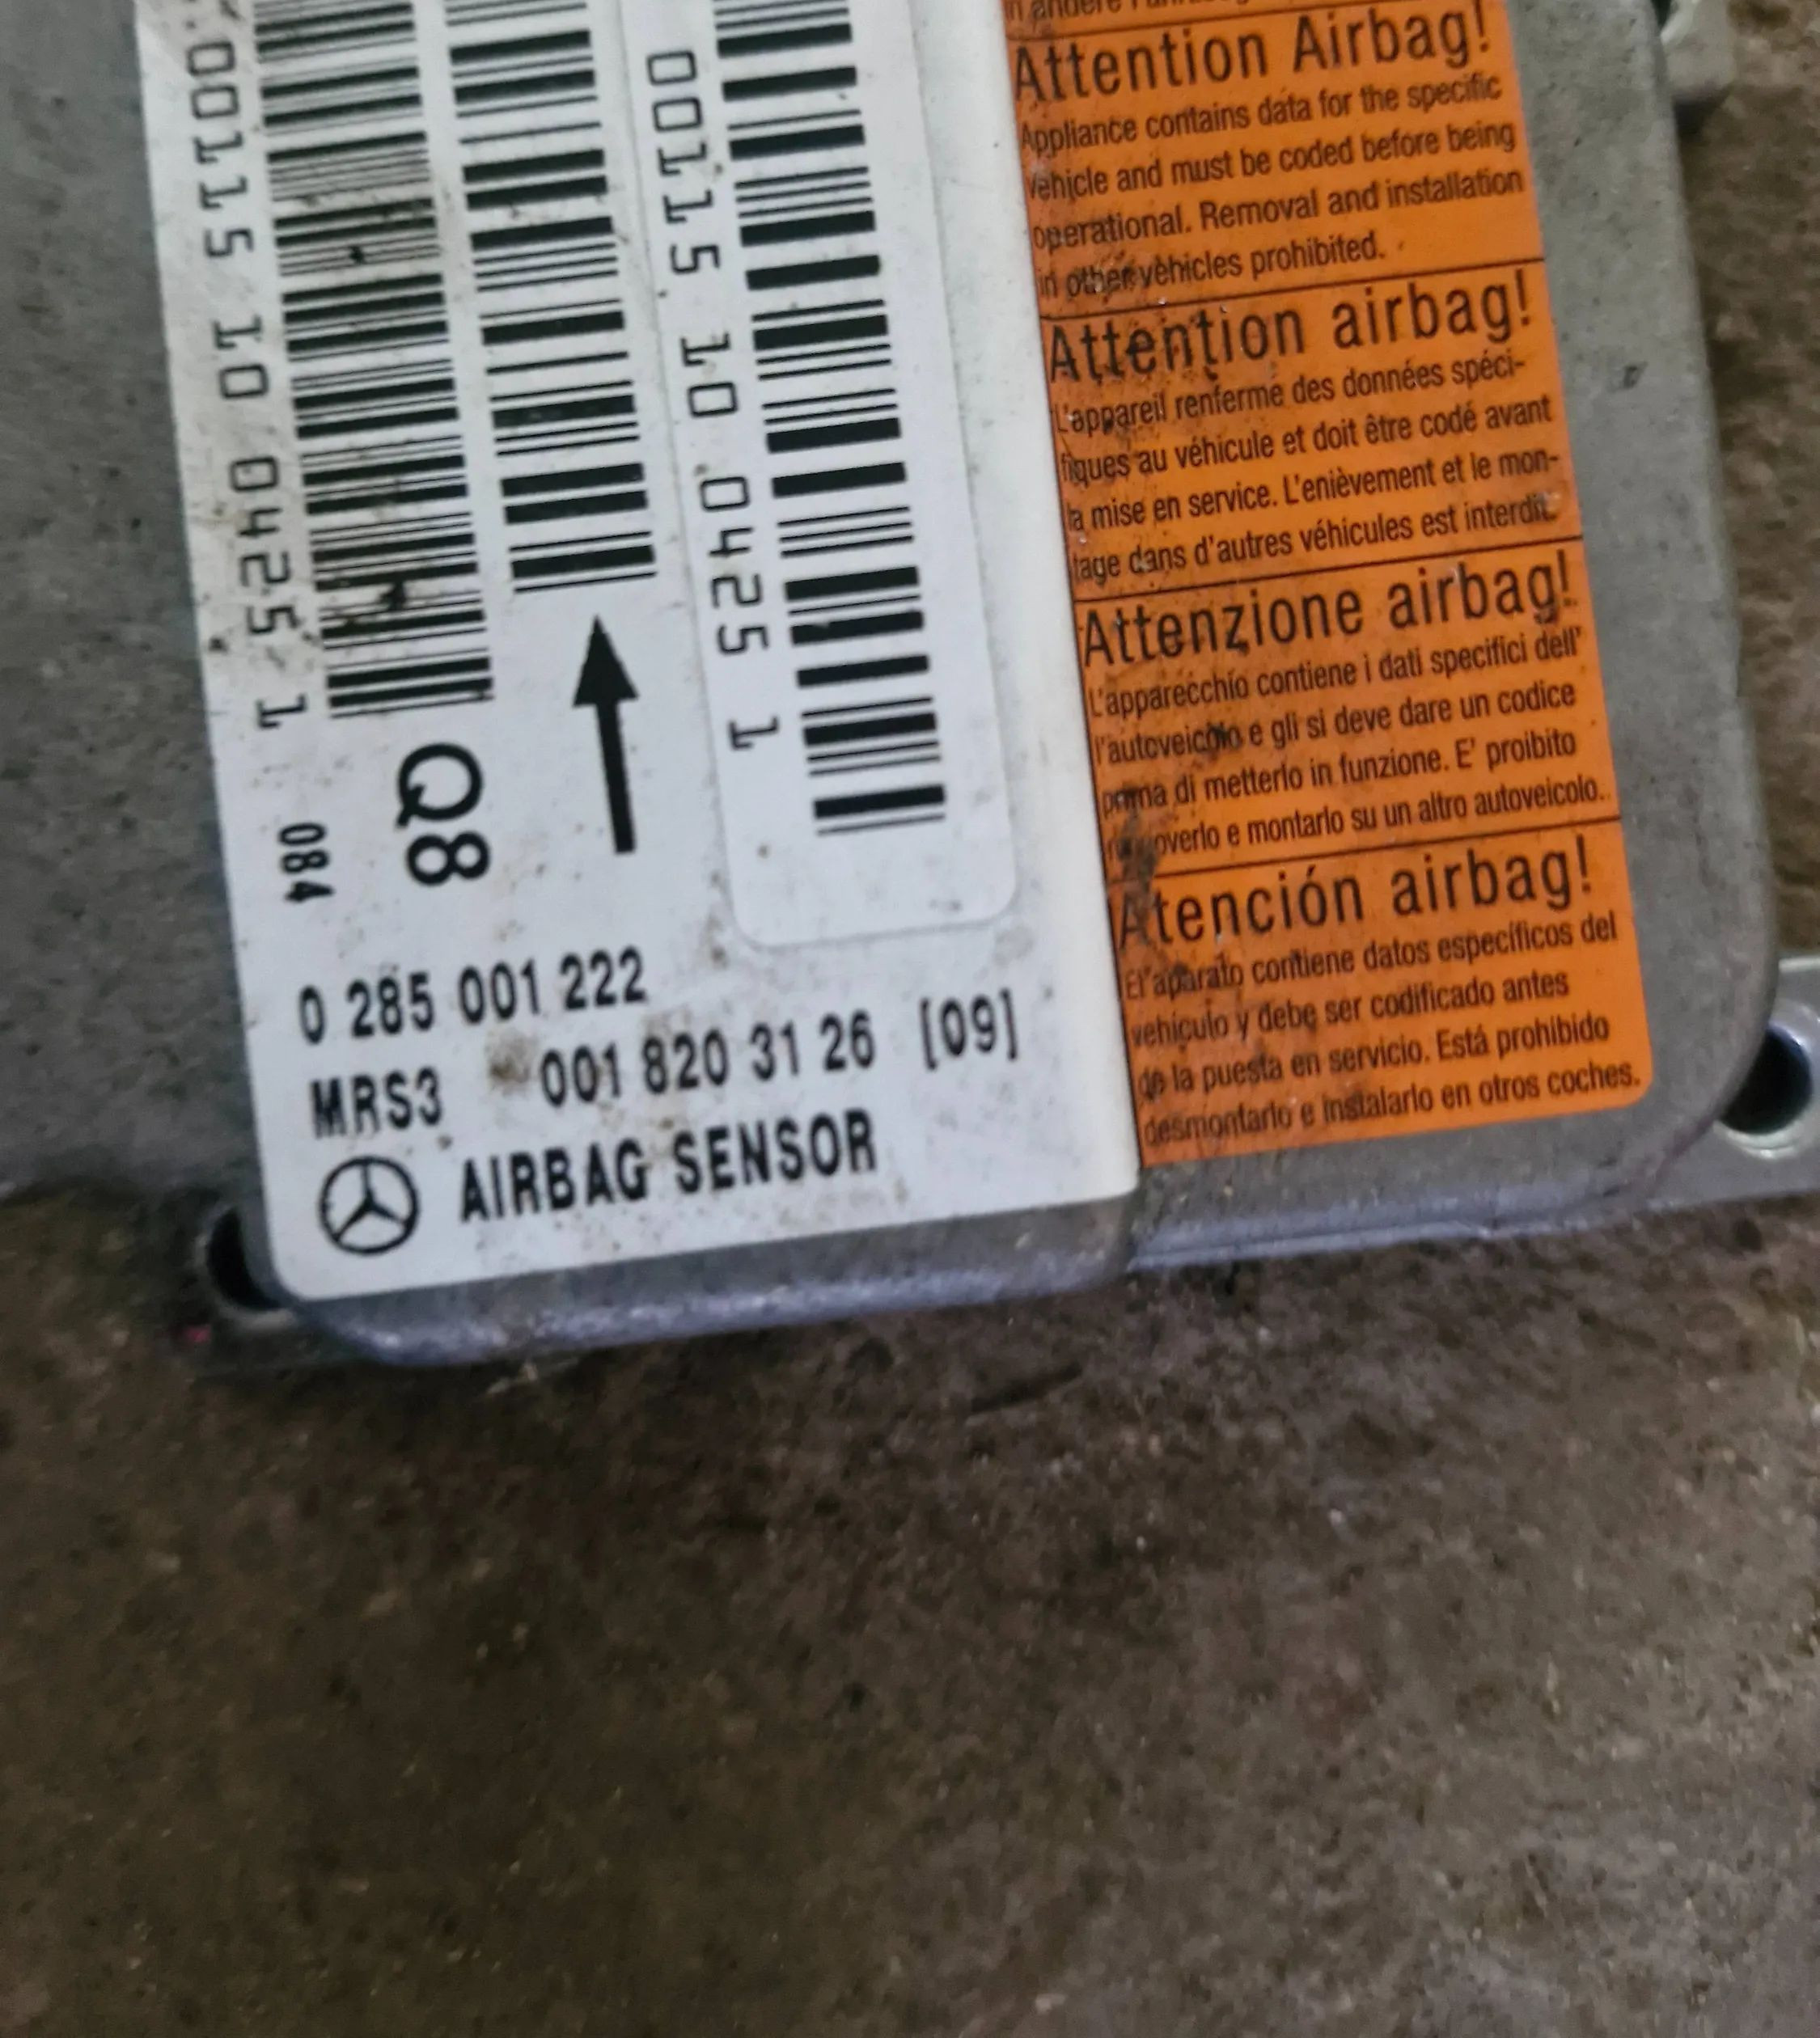 .00115 10 0425 1
00115 10 0425 1
084
Q8
0 285 001 222
MRS3 001 820 31 26 [09]
AIRBAG SENSOR
Attention Airbag!
Appliance contains data for the specific
vehicle and must be coded before being
operational. Removal and installation
in other vehicles prohibited.
Attention airbag!
L'appareil renferme des données spéci-
fiques au véhicule et doit être codé avant
la mise en service. L'enièvement et le mon-
tage dans d'autres véhicules est interdit.
Attenzione airbag!
L'apparecchio contiene i dati specifici dell'
l'autoveicolo e gli si deve dare un codice
prima di metterlo in funzione. E' proibito
e montarlo su un altro autoveicolo.
Atención airbag!
El aparato contiene datos específicos del
vehículo y debe ser codificado antes
de la puesta en servicio. Está prohibido
desmontarlo e instalarlo en otros coches.